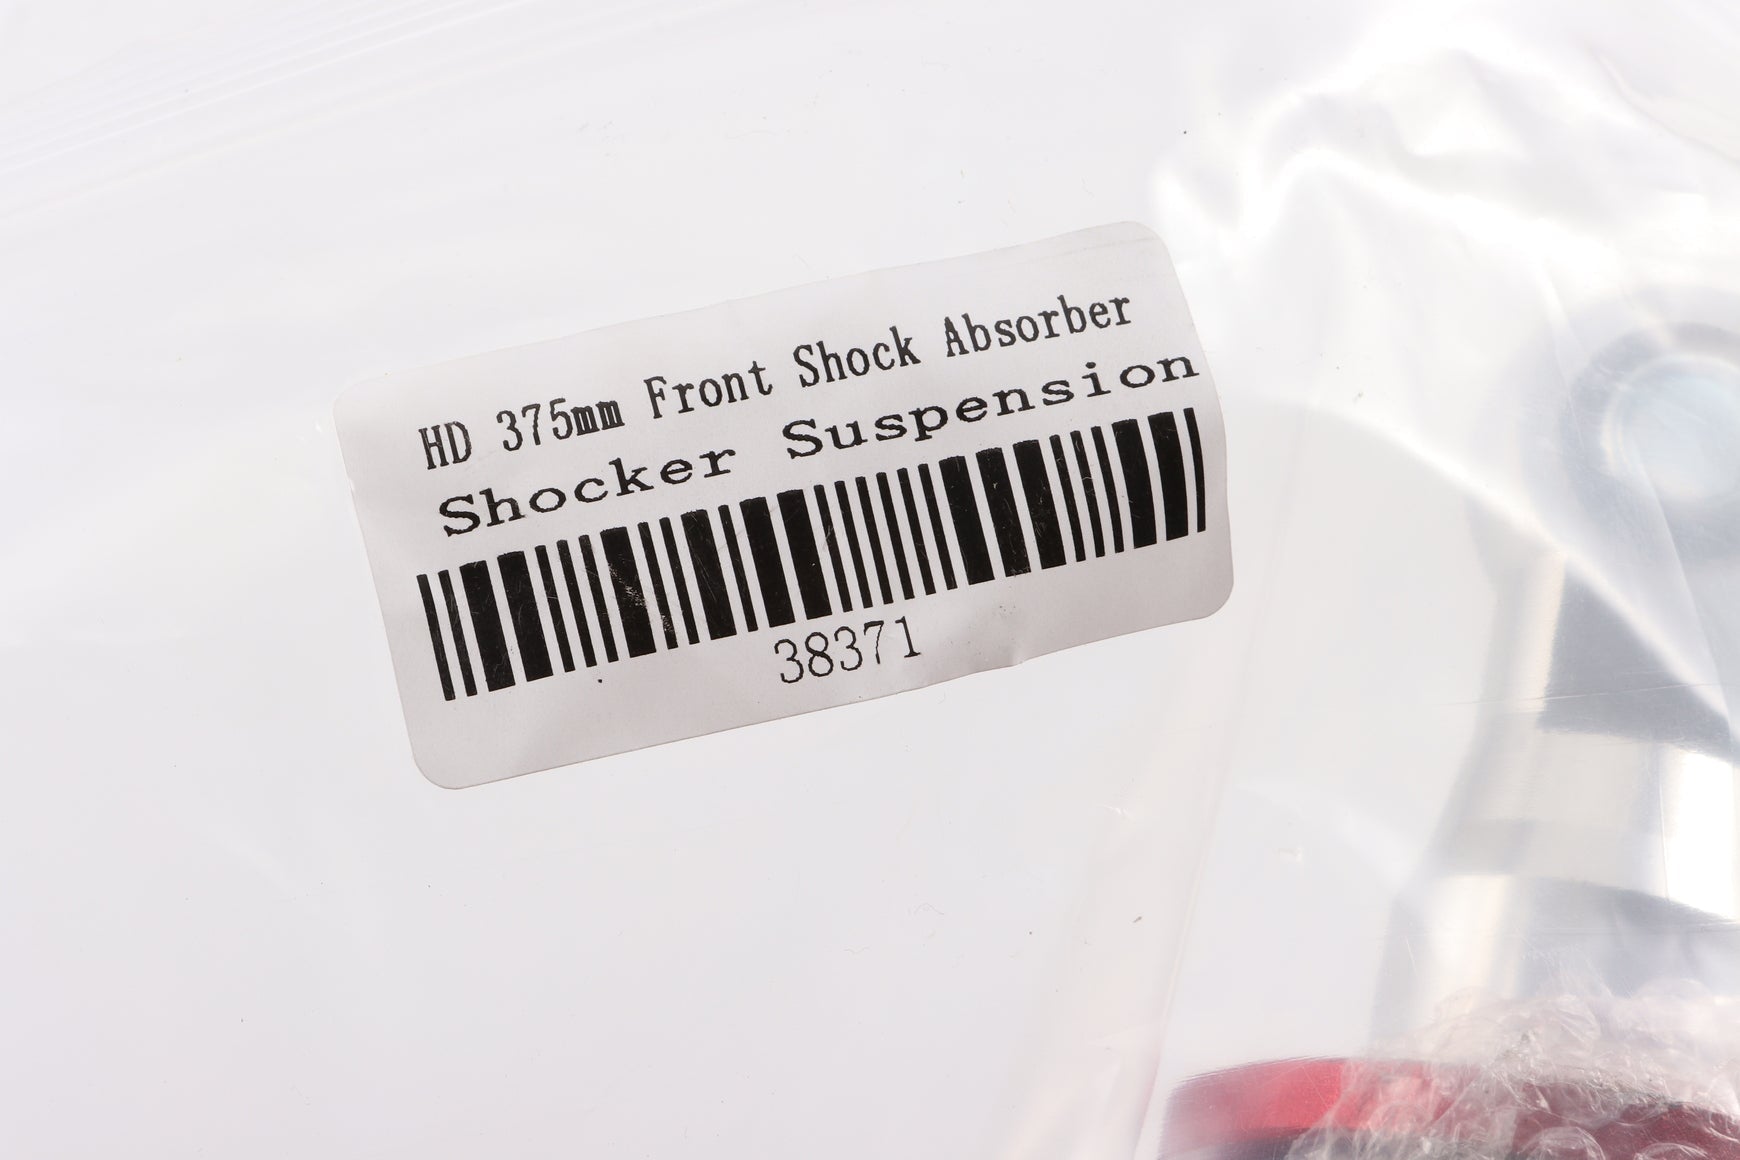 HD 375mm Front Shock Absorber
Shocker Suspension
38371